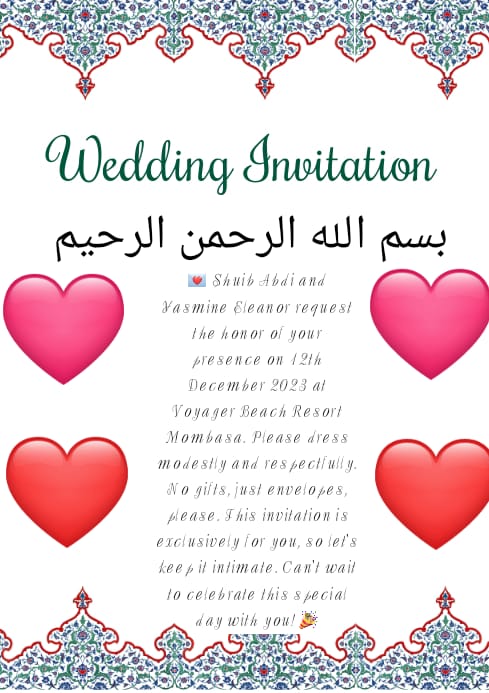 Wedding Invitation
بسم الله الرحمن الرحيم
💌 Shuib Abdi and
Yasmine Eleanor request
the honor of your
presence on 12th
December 2023 at
Voyager Beach Resort
Mombasa. Please dress
modestly and respectfully.
No gifts, just envelopes,
please. This invitation is
exclusively for you, so let's
keep it intimate. Can't wait
to celebrate this special
day with you! 🎉